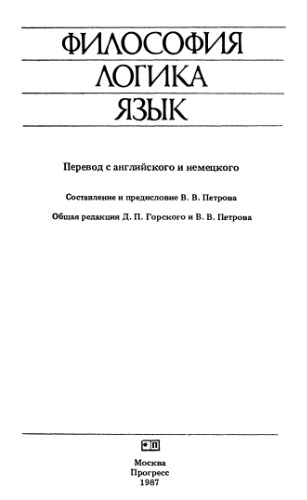 ФИЛОСОФИЯ
ЛОГИКА
ЯЗЫК
Перевод с английского и немецкого
Составление и предисловие В. В. Петрова
Общая редакция Д. П. Горского и В. В. Петрова
Москва
Прогресс
1987